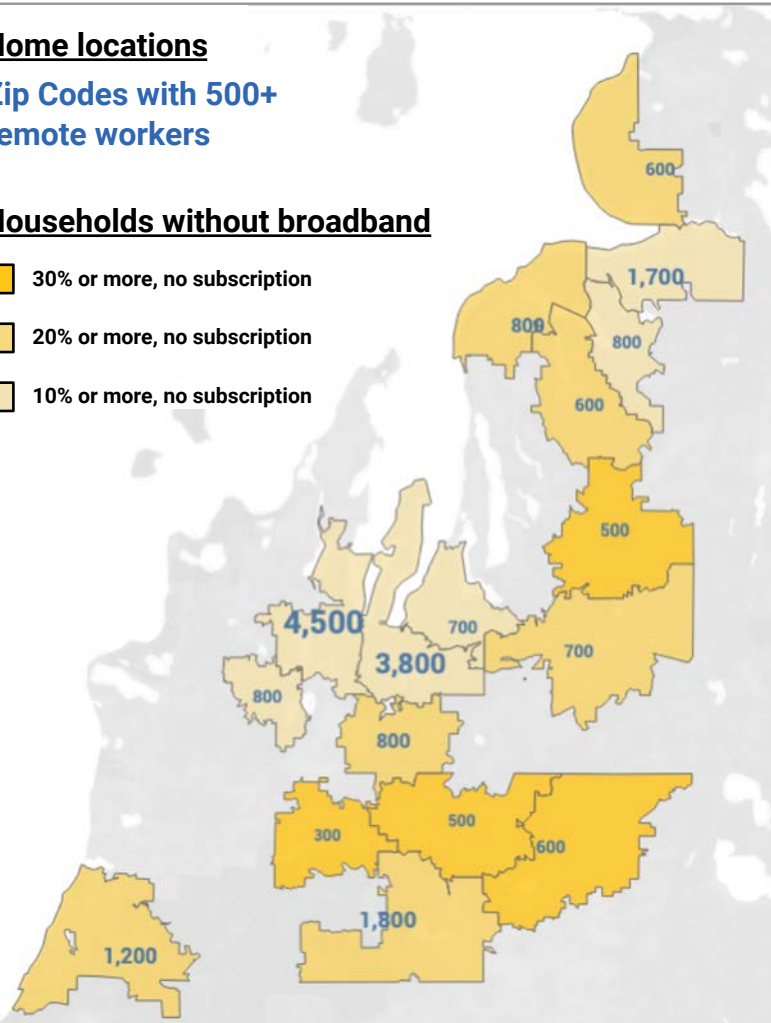 ome locations
ip Codes with 500+
emote workers
ouseholds without broadband
30% or more, no subscription
20% or more, no subscription
10% or more, no subscription
600
1,700
800
800
600
500
4,500
700
3,800
700
800
800
300
500
600
1,800
1,200